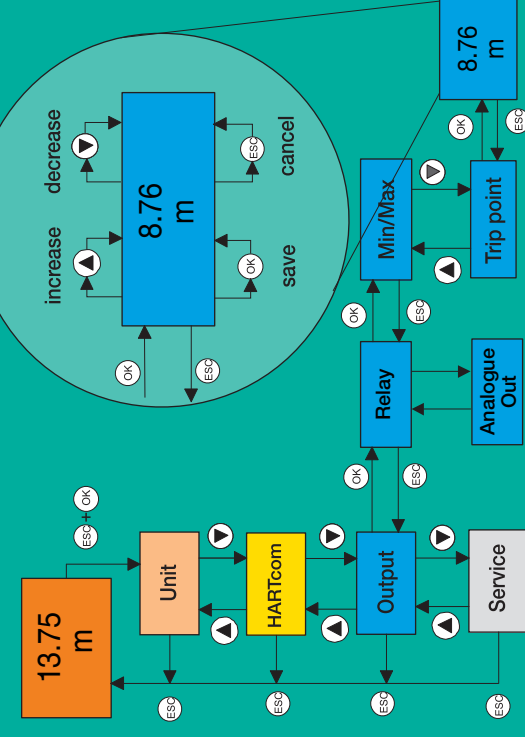 13.75
m
ESC + OK
increase
decrease
OK
8.76
m
ESC
OK
ESC
save
cancel
Unit
ESC
HARTcom
ESC
Output
ESC
OK
ESC
Relay
OK
ESC
Min/Max
Service
ESC
Analogue
Out
Trip point
OK
ESC
8.76
m